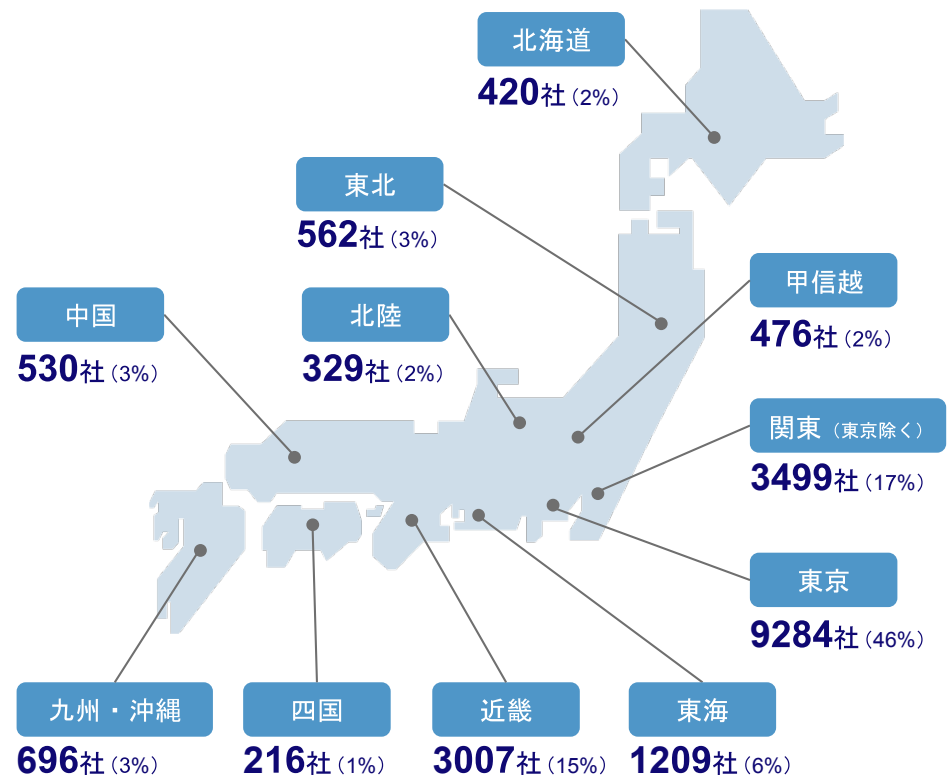 北海道
420社（2%）
東北
562社（3%）
甲信越
476社（2%）
中国
530社（3%）
北陸
329社（2%）
関東（東京除く）
3499社（17%）
東京
9284社（46%）
九州・沖縄
696社（3%）
四国
216社（1%）
近畿
3007社（15%）
東海
1209社（6%）